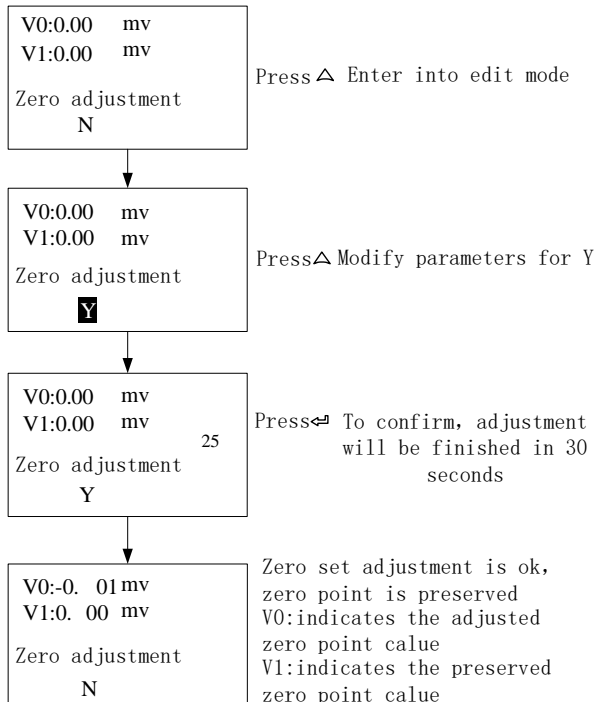 V0:0.00 mv
V1:0.00 mv
Zero adjustment
N
Press △ Enter into edit mode
V0:0.00 mv
V1:0.00 mv
Zero adjustment
Y
Press△ Modify parameters for Y
V0:0.00 mv
V1:0.00 mv
25
Zero adjustment
Y
Press↵ To confirm, adjustment
will be finished in 30
seconds
V0:-0. 01mv
V1:0. 00 mv
Zero adjustment
N
Zero set adjustment is ok,
zero point is preserved
V0:indicates the adjusted
zero point calue
V1:indicates the preserved
zero point calue